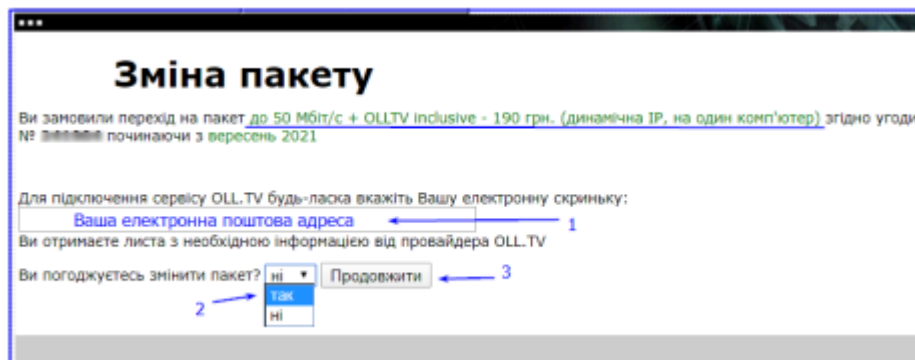 Зміна пакету
Ви замовили перехід на пакет до 50 Мбіт/с + OLLTV inclusive - 190 грн. (динамічна IP, на один комп'ютер) згідно угоди
№ починаючи з вересень 2021
Для підключення сервісу OLL.TV будь-ласка вкажіть Вашу електронну скриньку:
Ваша електронна поштова адреса 1
Ви отримаєте листа з необхідною інформацією від провайдера OLL.TV
Ви погоджуєтесь змінити пакет? ні Продовжити 3
2 так
ні